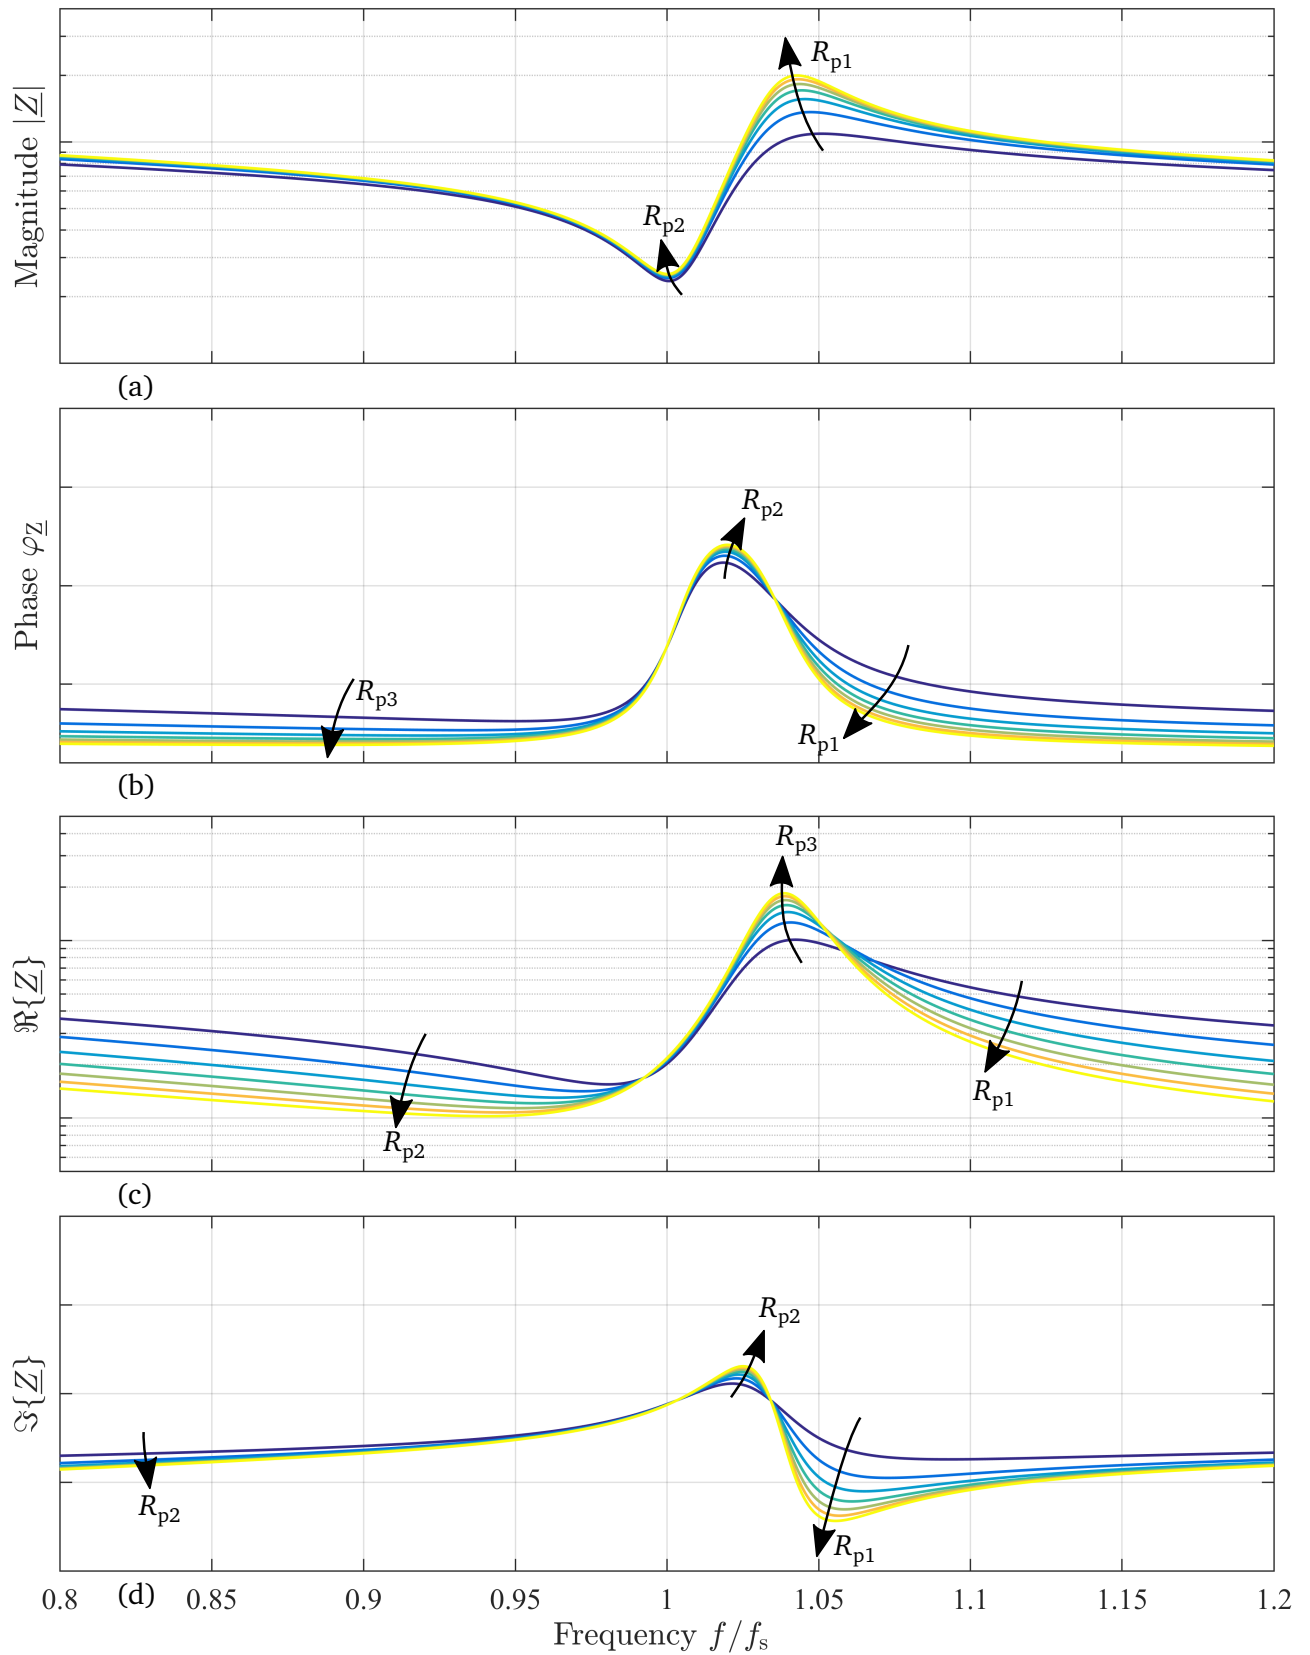 Magnitude |Z|
R_p1
R_p2
(a)
Phase φ_Z
R_p2
R_p3
R_p1
(b)
ℜ{Z}
R_p3
R_p1
R_p2
(c)
ℑ{Z}
R_p2
R_p2
R_p1
(d)
0.8 0.85 0.9 0.95 1 1.05 1.1 1.15 1.2
Frequency f/f_s